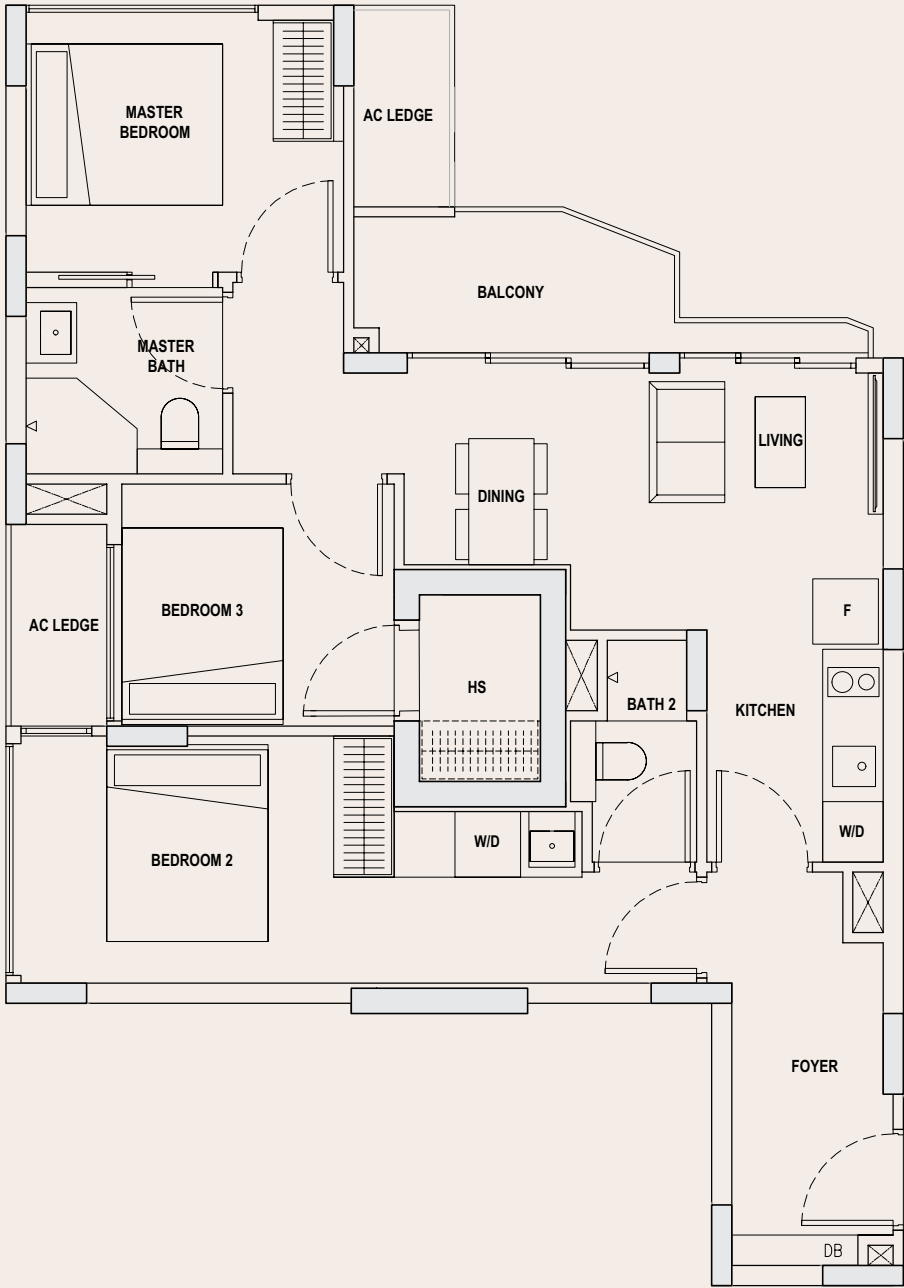 MASTER
BEDROOM
AC LEDGE
BALCONY
MASTER
BATH
LIVING
DINING
BEDROOM 3
F
AC LEDGE
HS
BATH 2
KITCHEN
W/D
W/D
BEDROOM 2
FOYER
DB